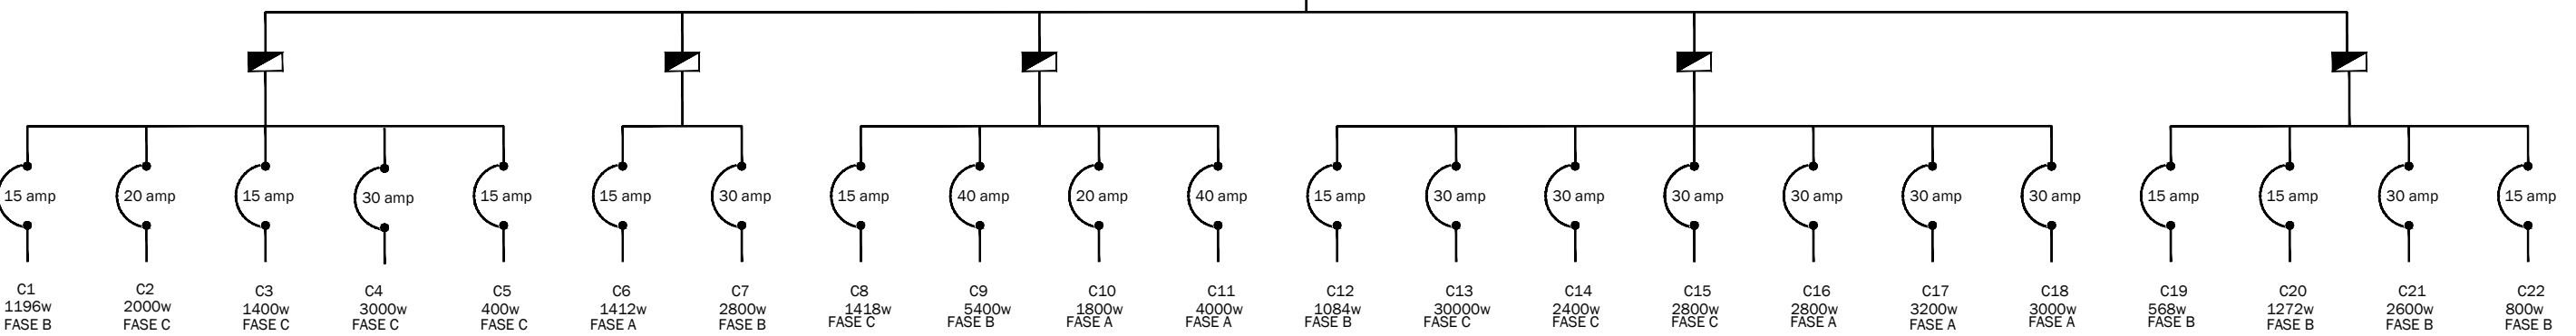 15 amp 20 amp 15 amp 30 amp 15 amp 15 amp 30 amp 15 amp 40 amp 20 amp 40 amp 15 amp 30 amp 30 amp 30 amp 30 amp 30 amp 30 amp 15 amp 15 amp 30 amp 15 amp
C1 C2 C3 C4 C5 C6 C7 C8 C9 C10 C11 C12 C13 C14 C15 C16 C17 C18 C19 C20 C21 C22
1196w 2000w 1400w 3000w 400w 1412w 2800w 1418w 5400w 1800w 4000w 1084w 30000w 2400w 2800w 2800w 3200w 3000w 568w 1272w 2600w 800w
FASE B FASE C FASE C FASE C FASE C FASE A FASE B FASE C FASE B FASE A FASE A FASE B FASE C FASE C FASE C FASE A FASE A FASE A FASE B FASE B FASE B FASE B